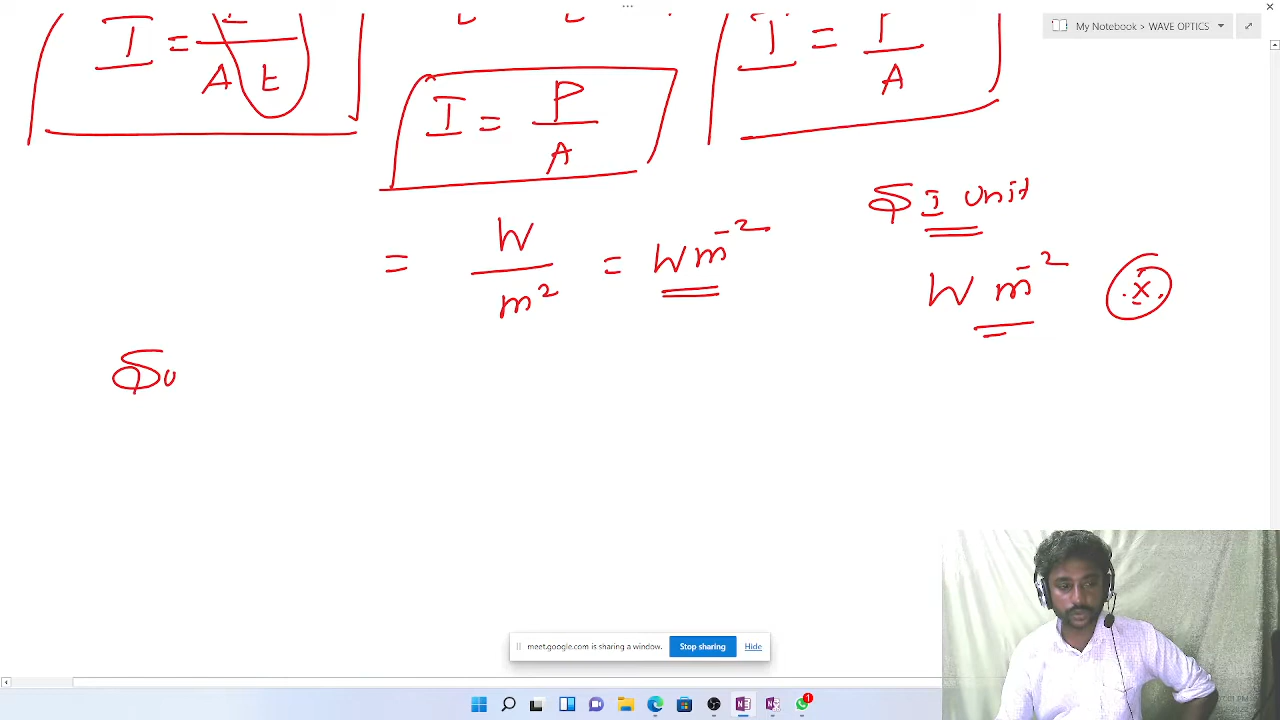 My Notebook > WAVE OPTICS
I =
A t
I = P / A
I = P / A
SI unit
= W / m² = Wm⁻²
W m⁻²
meet.google.com is sharing a window. Stop sharing Hide
1